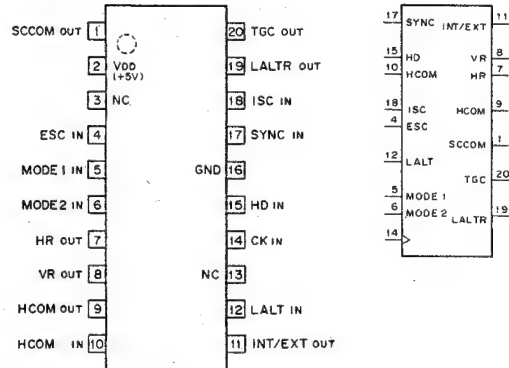 SCCOM OUT 1
20 TGC OUT
2 VDD
(+5V)
19 LALTR OUT
3 NC
18 ISC IN
ESC IN 4
17 SYNC IN
MODE 1 IN 5
GND 16
MODE 2 IN 6
15 HD IN
HR OUT 7
14 CK IN
VR OUT 8
NC 13
HCOM OUT 9
12 LALT IN
HCOM IN 10
11 INT/EXT OUT
17 SYNC
INT/EXT 11
15 HD
VR 8
10 HCOM
HR 7
18 ISC
HCOM 9
4 ESC
SCCOM 1
12 LALT
TGC 20
5 MODE 1
6 MODE 2
LALTR 19
14